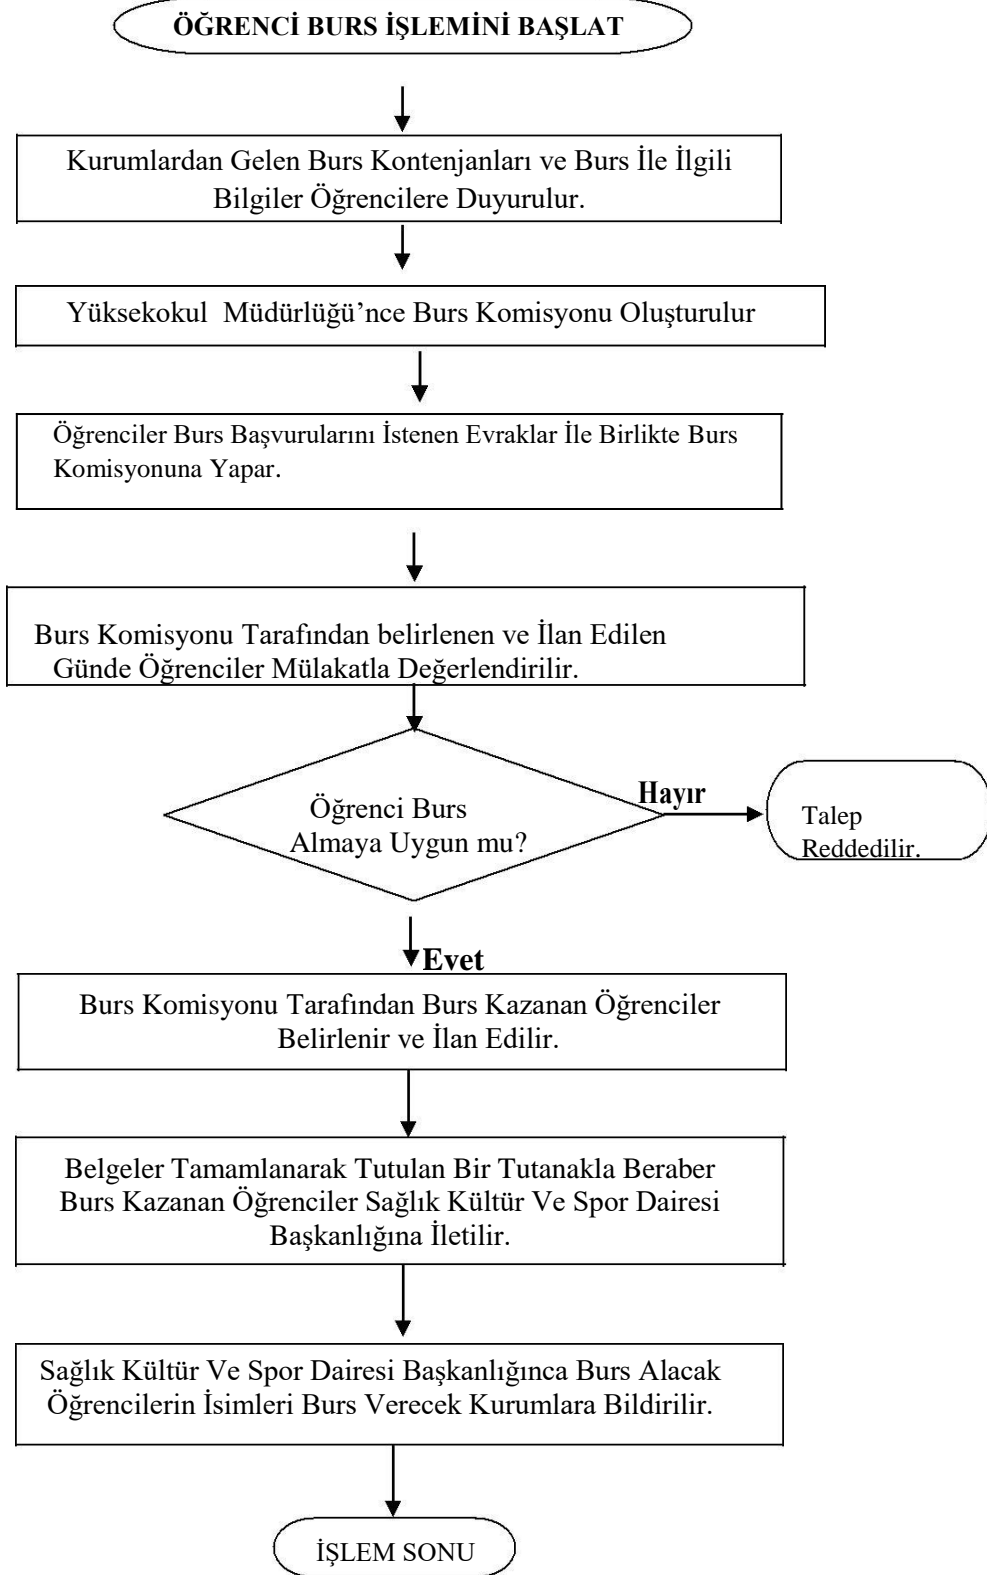 ÖĞRENCİ BURS İŞLEMİNİ BAŞLAT
Kurumlardan Gelen Burs Kontenjanları ve Burs İle İlgili
Bilgiler Öğrencilere Duyurulur.
Yüksekokul Müdürlüğü’nce Burs Komisyonu Oluşturulur
Öğrenciler Burs Başvurularını İstenen Evraklar İle Birlikte Burs
Komisyonuna Yapar.
Burs Komisyonu Tarafından belirlenen ve İlan Edilen
Günde Öğrenciler Mülakatla Değerlendirilir.
Öğrenci Burs
Almaya Uygun mu?
Hayır
Talep
Reddedilir.
Evet
Burs Komisyonu Tarafından Burs Kazanan Öğrenciler
Belirlenir ve İlan Edilir.
Belgeler Tamamlanarak Tutulan Bir Tutanakla Beraber
Burs Kazanan Öğrenciler Sağlık Kültür Ve Spor Dairesi
Başkanlığına İletilir.
Sağlık Kültür Ve Spor Dairesi Başkanlığınca Burs Alacak
Öğrencilerin İsimleri Burs Verecek Kurumlara Bildirilir.
İŞLEM SONU